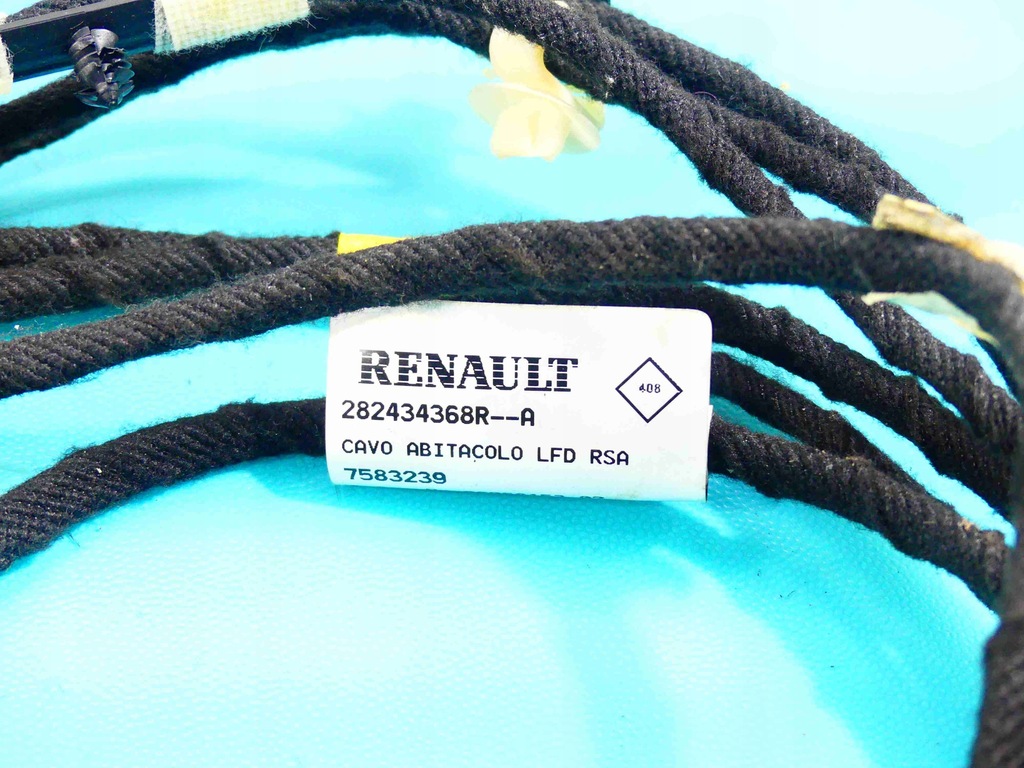 RENAULT
408
282434368R--A
CAVO ABITACOLO LFD RSA
7583239